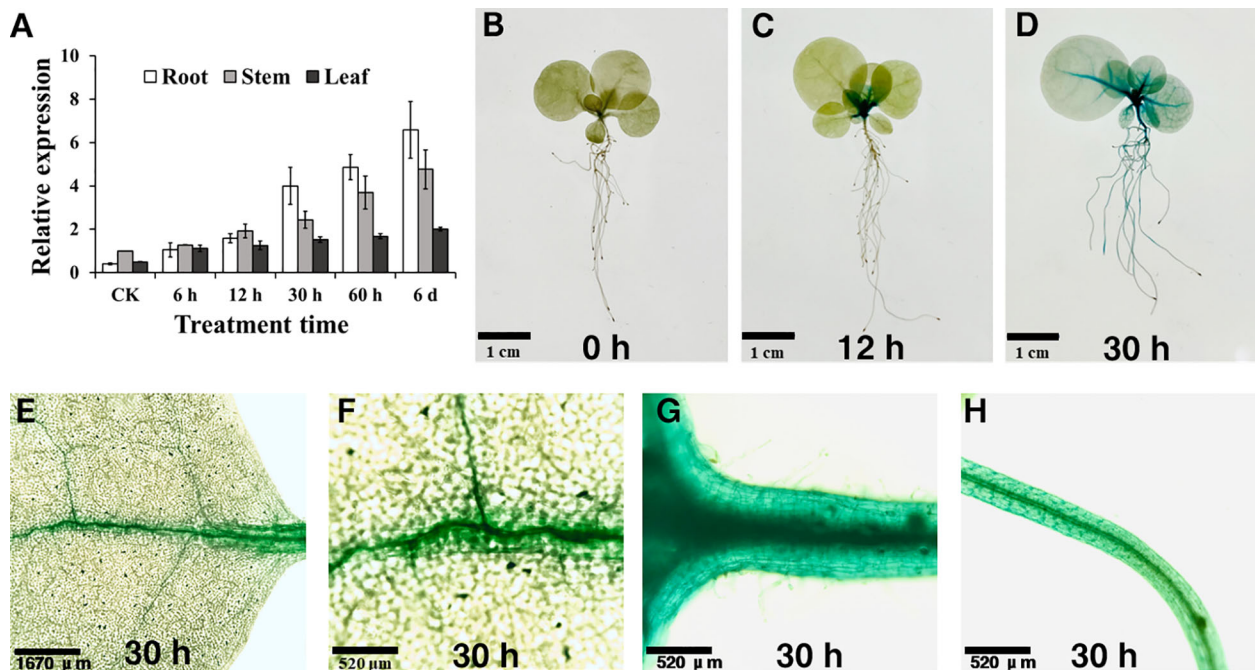 A
B
C
D
10
8
6
4
2
0
Relative expression
Root Stem Leaf
CK 6 h 12 h 30 h 60 h 6 d
Treatment time
1 cm 0 h
1 cm 12 h
1 cm 30 h
E
F
G
H
1670 µm 30 h
520 µm 30 h
520 µm 30 h
520 µm 30 h